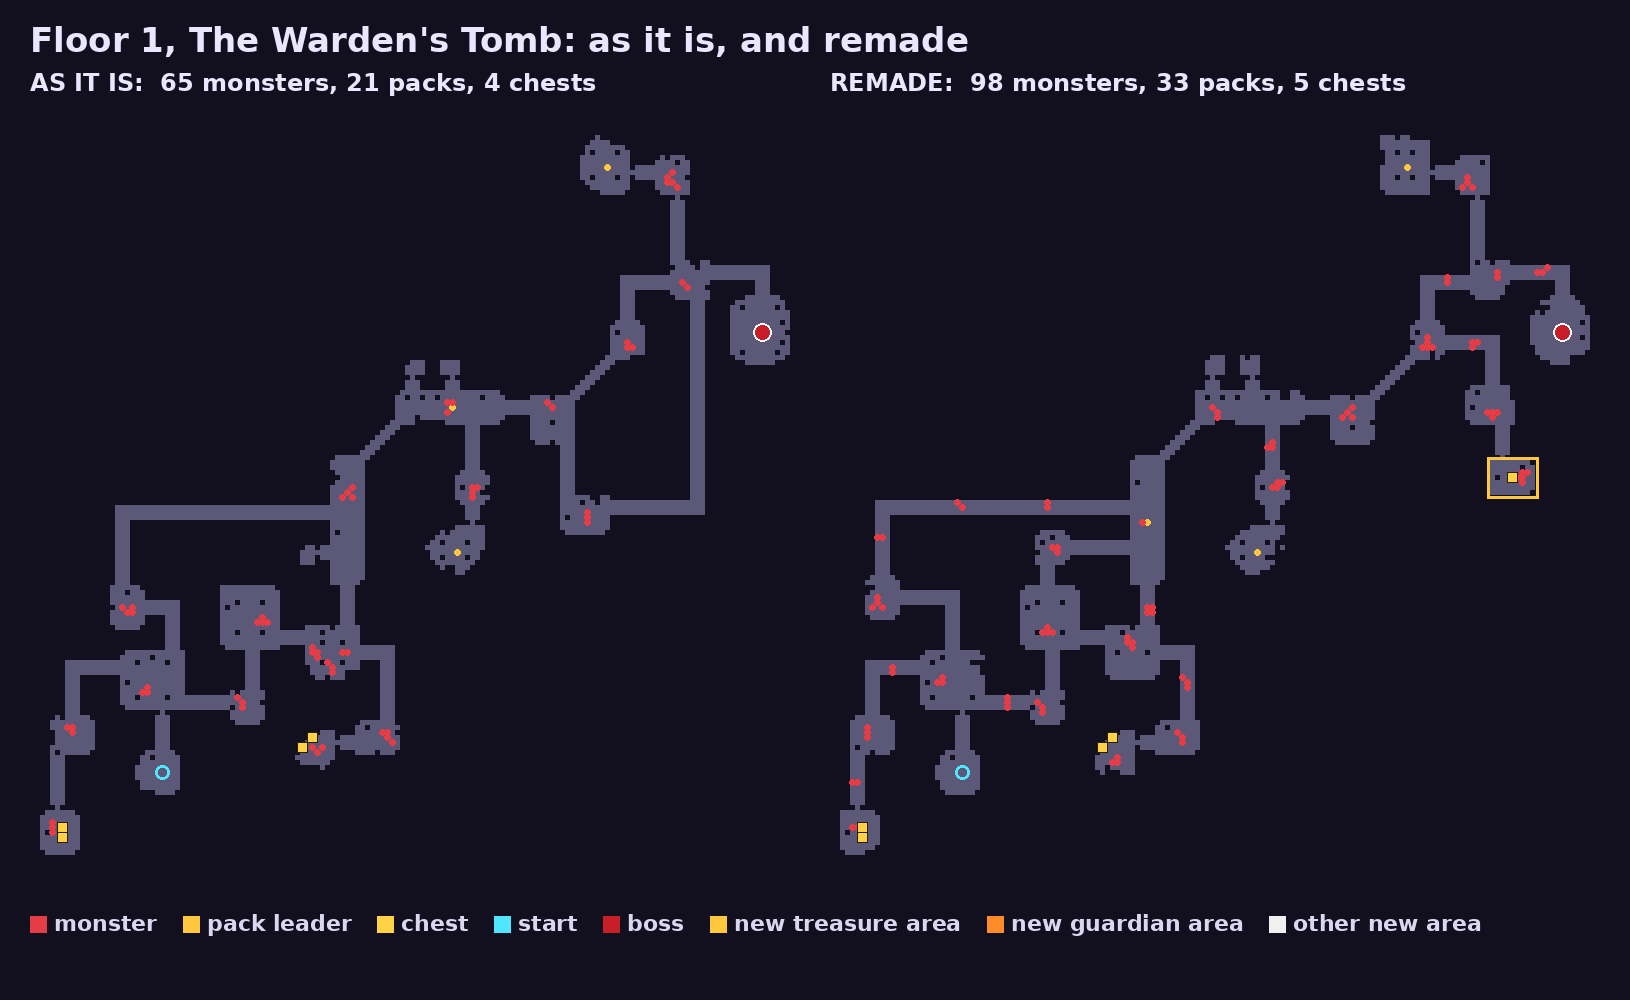 Floor 1, The Warden's Tomb: as it is, and remade
AS IT IS:  65 monsters, 21 packs, 4 chests
REMADE:  98 monsters, 33 packs, 5 chests
monster
pack leader
chest
start
boss
new treasure area
new guardian area
other new area